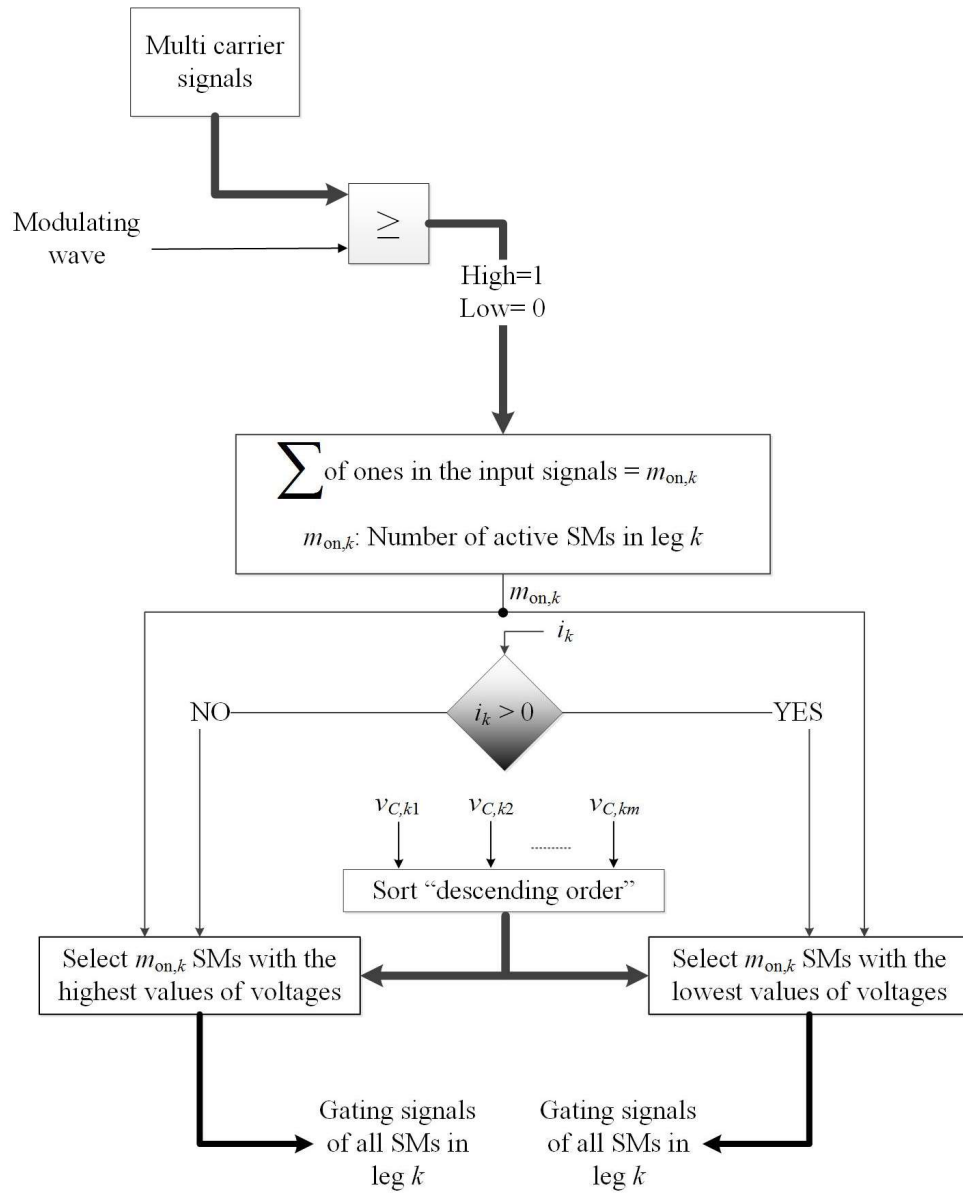 Multi carrier
signals
Modulating
wave
≥
High=1
Low= 0
∑ of ones in the input signals = m_on,k
m_on,k: Number of active SMs in leg k
m_on,k
i_k
NO
i_k > 0
YES
v_C,k1 v_C,k2 ......... v_C,km
Sort “descending order”
Select m_on,k SMs with the
highest values of voltages
Select m_on,k SMs with the
lowest values of voltages
Gating signals
of all SMs in
leg k
Gating signals
of all SMs in
leg k